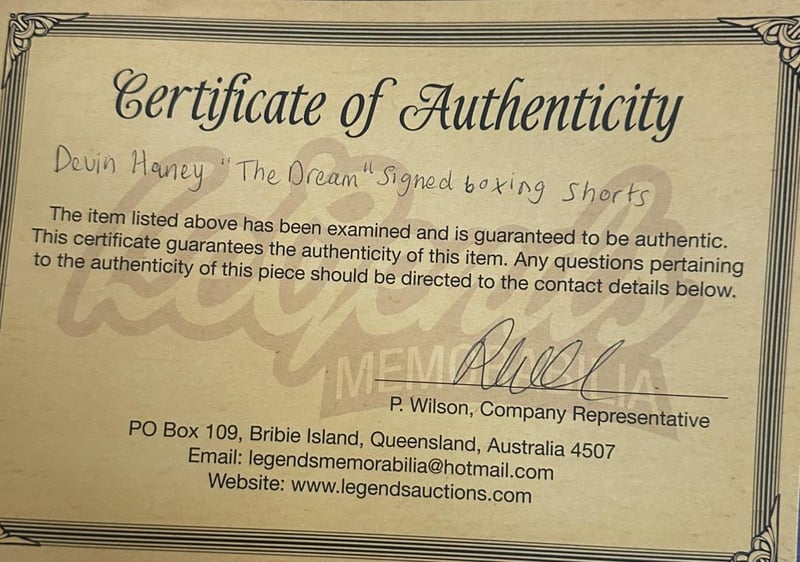 Certificate of Authenticity
Devin Haney "The Dream" Signed boxing shorts
The item listed above has been examined and is guaranteed to be authentic.
This certificate guarantees the authenticity of this item. Any questions pertaining
to the authenticity of this piece should be directed to the contact details below.
Legends
MEMORABILIA
P. Wilson, Company Representative
PO Box 109, Bribie Island, Queensland, Australia 4507
Email: legendsmemorabilia@hotmail.com
Website: www.legendsauctions.com